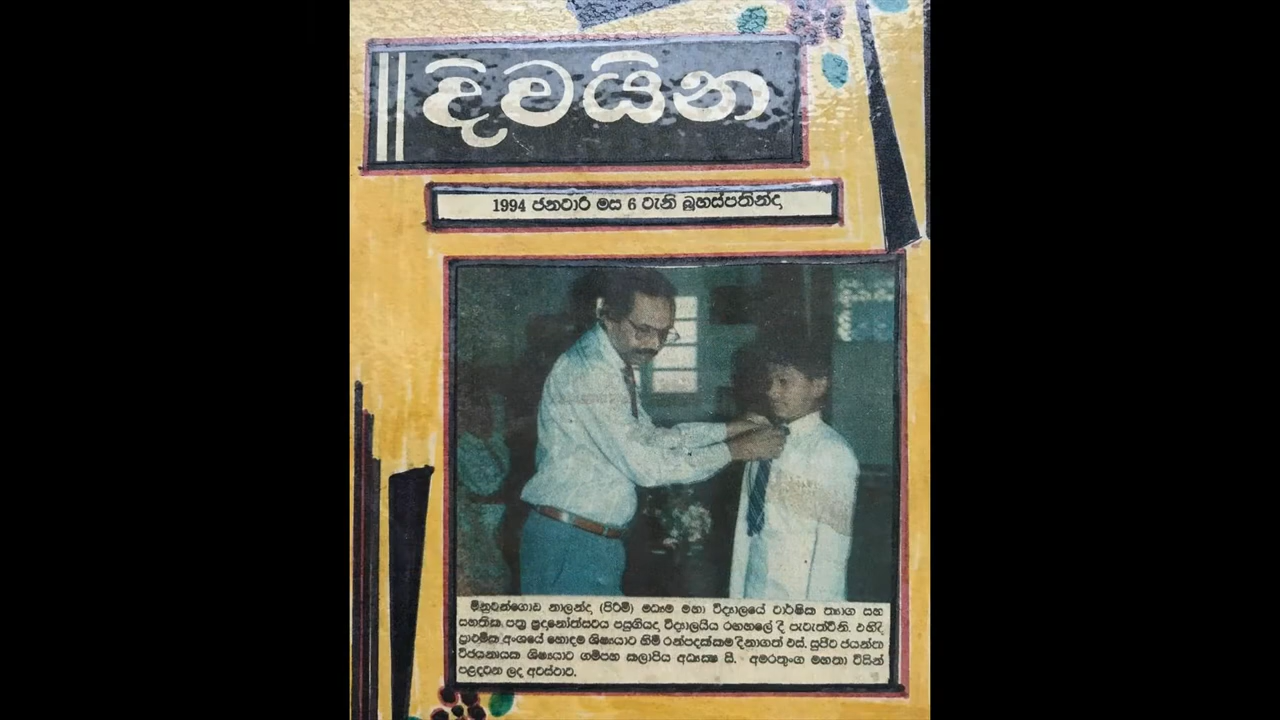 දිවයින
1994 ජනවාරි මස 6 වැනි බ්‍රහස්පතින්දා
මිනුවන්ගොඩ නාලන්දා (පිරිමි) මධ්‍යම මහා විද්‍යාලයේ වාර්ෂික ත්‍යාග සහ
සහතික පත්‍ර ප්‍රදානෝත්සවය පසුගියදා විද්‍යාලයීය රැහහලේ දී පැවැත්විනි. එහිදී
ප්‍රාථමික අංශයේ හොඳම ශිෂ්‍යයාට හිමි රන්පදක්කම දිනාගත් එස්. සුජිව ජයන්ත
විජයනායක ශිෂ්‍යයාට ගම්පහ කලාපීය අධ්‍යක්ෂ සී. අමරතුංග මහතා විසින්
පළඳවන ලද අවස්ථාව.